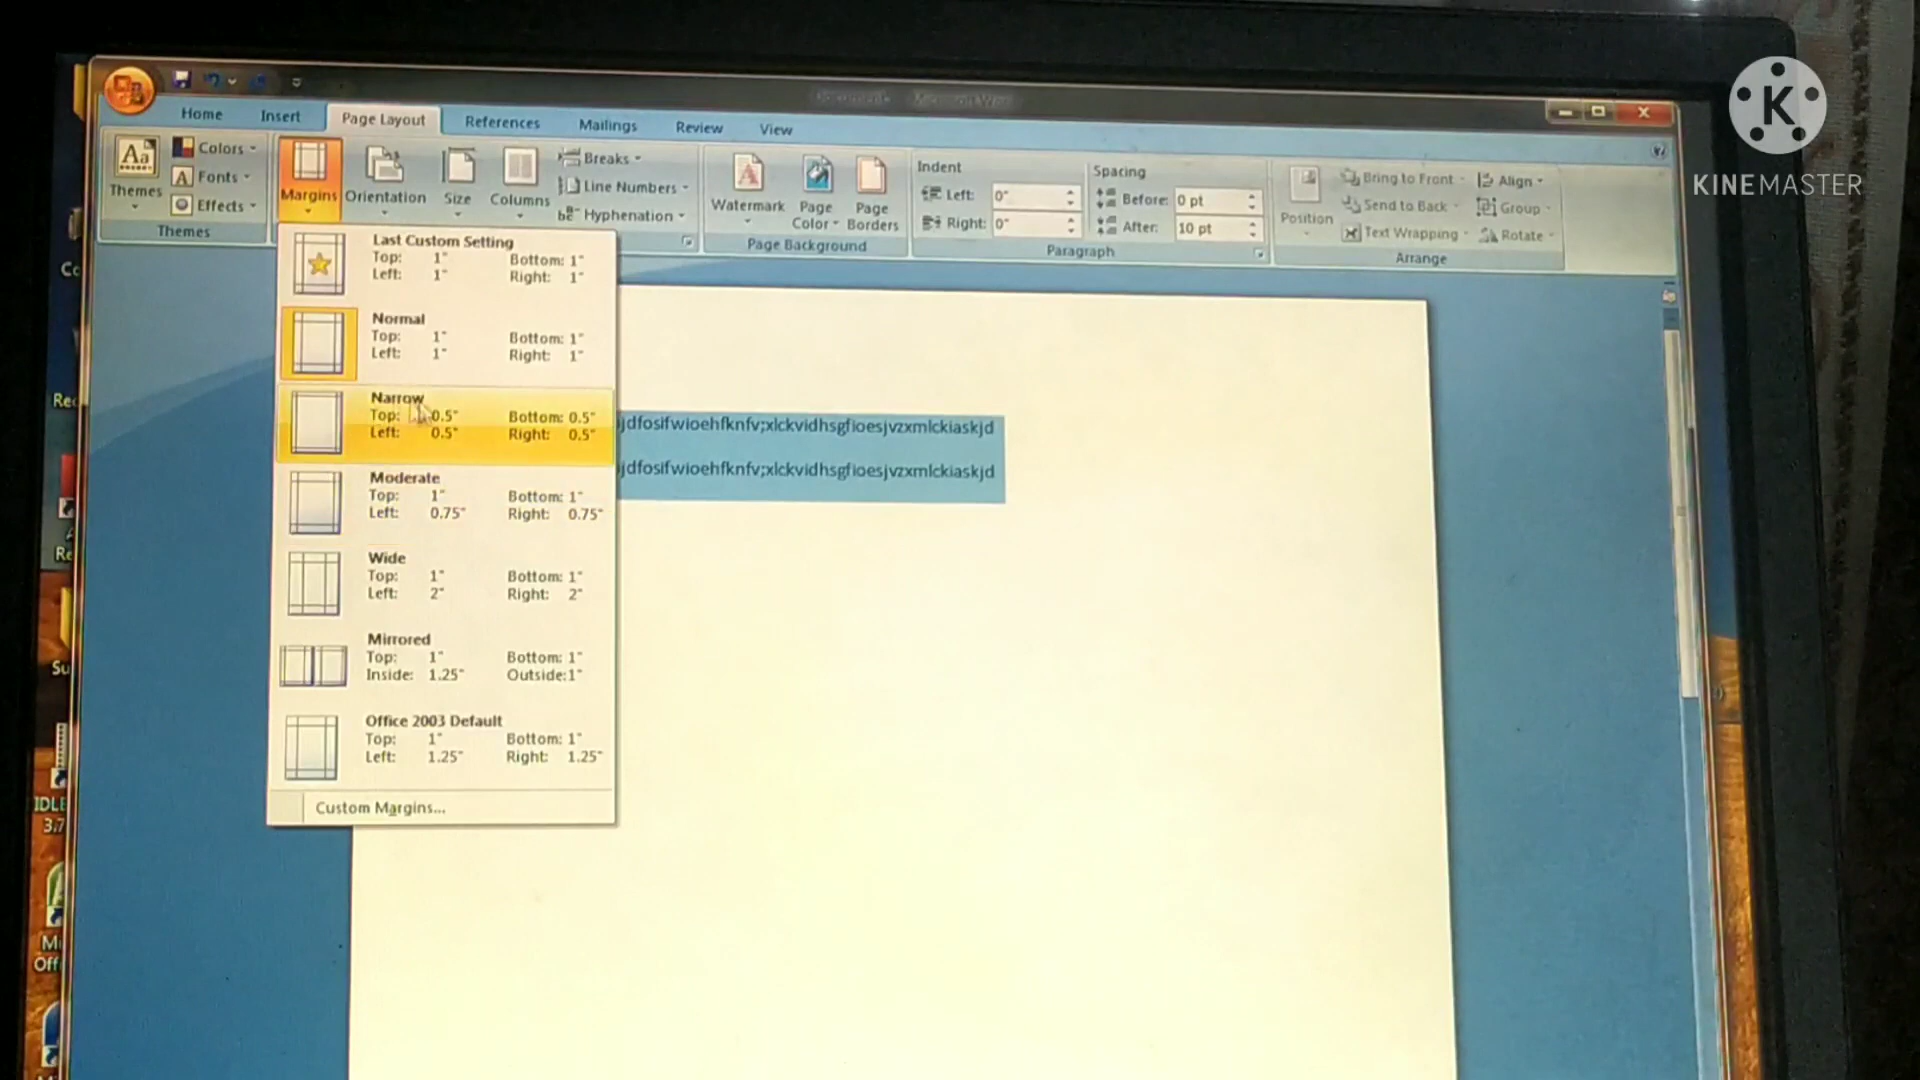 Home Insert Page Layout References Mailings Review View
KINEMASTER
Themes
Colors
Fonts
Effects
Themes
Margins
Orientation
Size
Columns
Breaks
Line Numbers
Hyphenation
Watermark
Page Color
Page Borders
Page Background
Indent
Left: 0"
Right: 0"
Spacing
Before: 0 pt
After: 10 pt
Paragraph
Position
Bring to Front
Send to Back
Text Wrapping
Align
Group
Rotate
Arrange
Last Custom Setting
Top: 1" Bottom: 1"
Left: 1" Right: 1"
Normal
Top: 1" Bottom: 1"
Left: 1" Right: 1"
Narrow
Top: 0.5" Bottom: 0.5"
Left: 0.5" Right: 0.5"
Moderate
Top: 1" Bottom: 1"
Left: 0.75" Right: 0.75"
Wide
Top: 1" Bottom: 1"
Left: 2" Right: 2"
Mirrored
Top: 1" Bottom: 1"
Inside: 1.25" Outside:1"
Office 2003 Default
Top: 1" Bottom: 1"
Left: 1.25" Right: 1.25"
Custom Margins...
jdfosifwioehfknfv;xlckvidhsgfioesjvzxmlckiaskjd
jdfosifwioehfknfv;xlckvidhsgfioesjvzxmlckiaskjd
IDLE
3.7